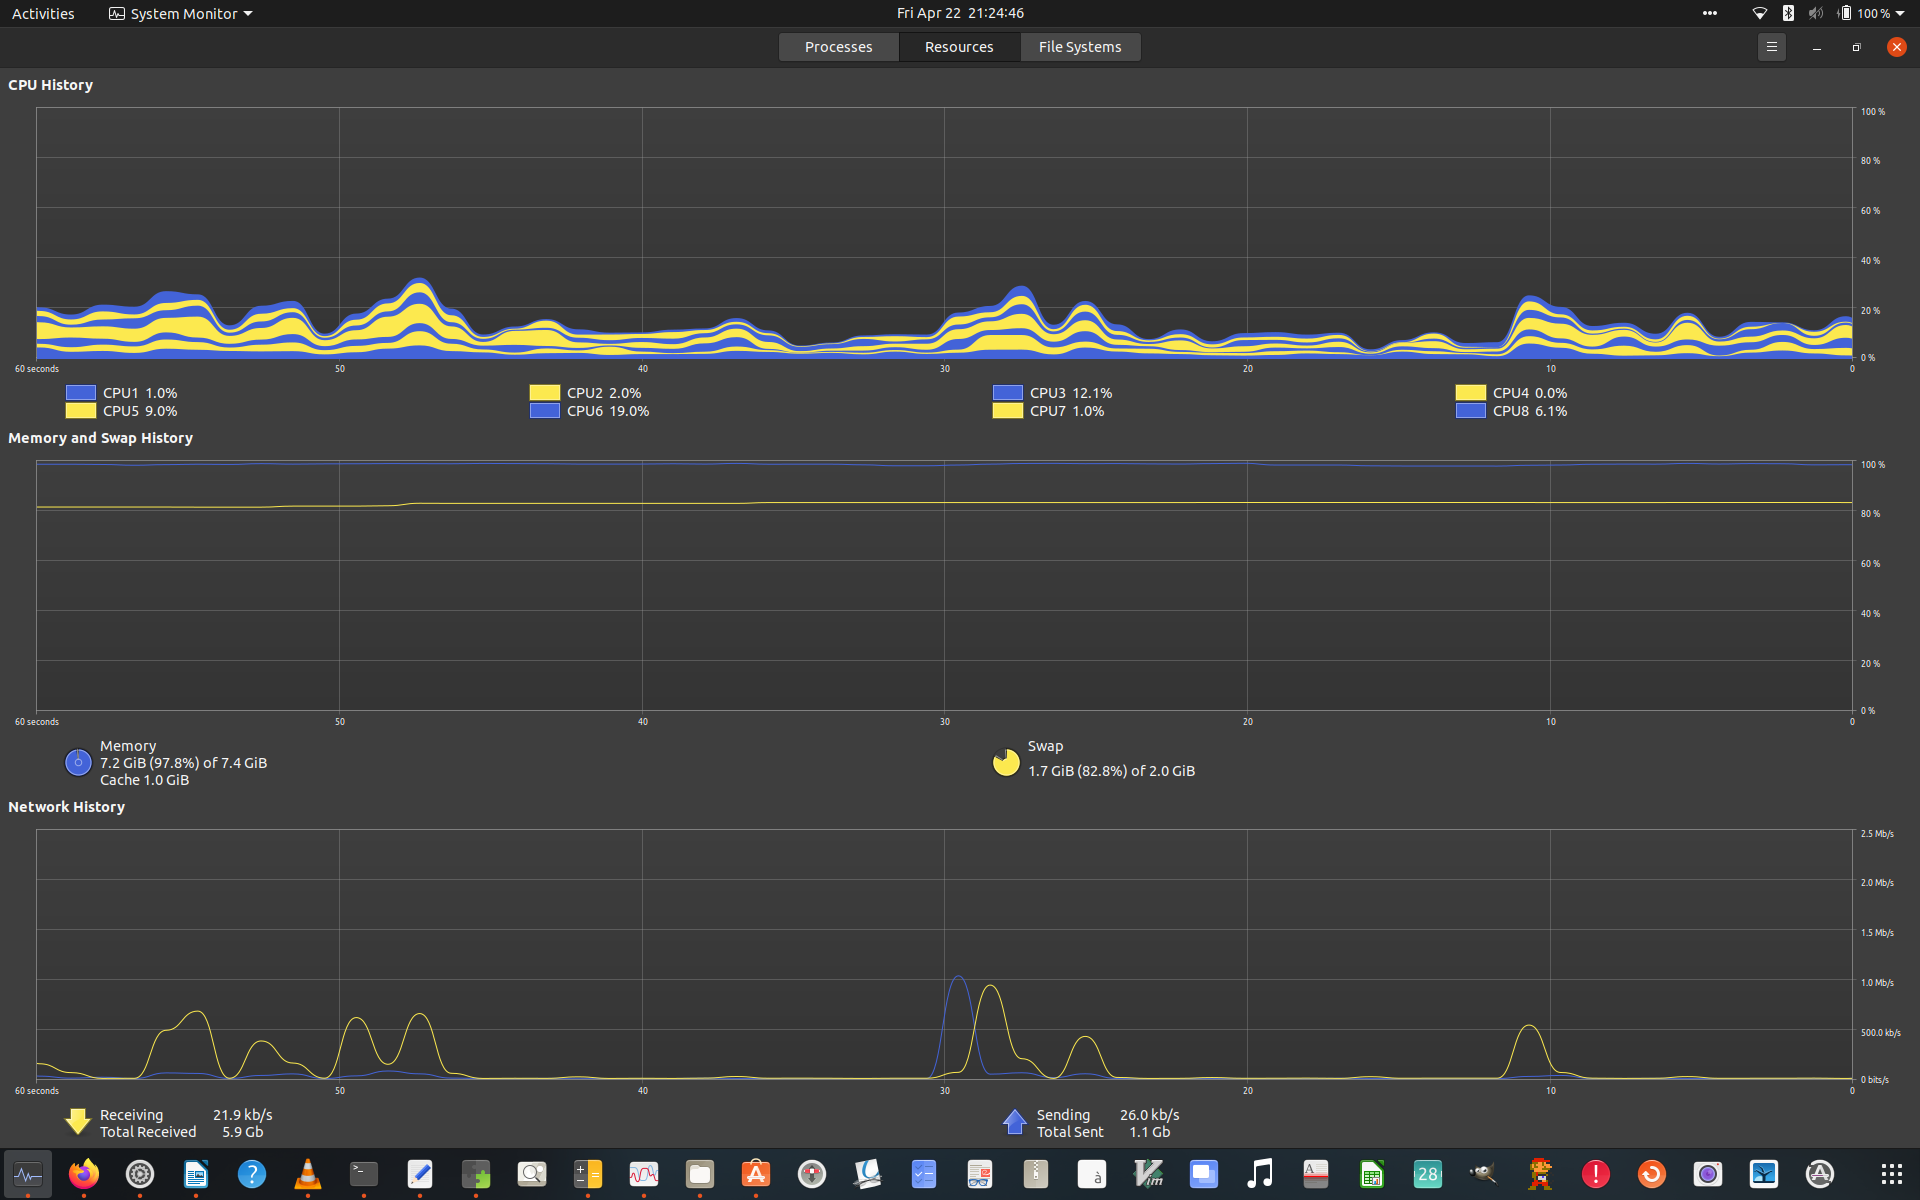 Activities System Monitor Fri Apr 22 21:24:46 100 %
Processes Resources File Systems
CPU History
100 %
80 %
60 %
40 %
20 %
0 %
60 seconds 50 40 30 20 10 0
CPU1 1.0% CPU2 2.0% CPU3 12.1% CPU4 0.0%
CPU5 9.0% CPU6 19.0% CPU7 1.0% CPU8 6.1%
Memory and Swap History
100 %
80 %
60 %
40 %
20 %
0 %
60 seconds 50 40 30 20 10 0
Memory
7.2 GiB (97.8%) of 7.4 GiB
Cache 1.0 GiB
Swap
1.7 GiB (82.8%) of 2.0 GiB
Network History
2.5 Mb/s
2.0 Mb/s
1.5 Mb/s
1.0 Mb/s
500.0 kb/s
0 bits/s
60 seconds 50 40 30 20 10 0
Receiving 21.9 kb/s
Total Received 5.9 Gb
Sending 26.0 kb/s
Total Sent 1.1 Gb
à Vim A 28